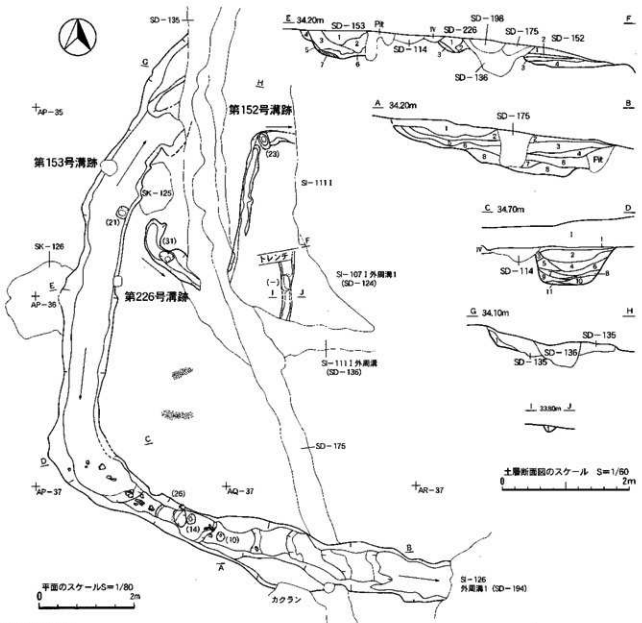 SD-135
G
H
AP-35
第153号溝跡
第152号溝跡
(23)
SI-111 I
SK-125
(21)
(31)
SK-126
E
F
トレンチ
(-)
I
J
AP-36
第226号溝跡
SI-107 I 外周溝1
(SD-124)
SI-111 I 外周溝
(SD-136)
C
SD-175
D
AP-37
AQ-37
AR-37
(26)
(14)
(10)
A
B
SI-126
外周溝1 (SD-194)
カクラン
平面のスケールS=1/80
0
2m
E 34.20m
SD-153
Pit
SD-114
IV
SD-226
SD-198
SD-175
SD-152
SD-136
F
A 34.20m
SD-175
B
Pit
C 34.70m
D
I
IV
SD-114
G 34.10m
H
SD-135
SD-136
SD-135
I
J
土層断面図のスケール S=1/60
0
2m